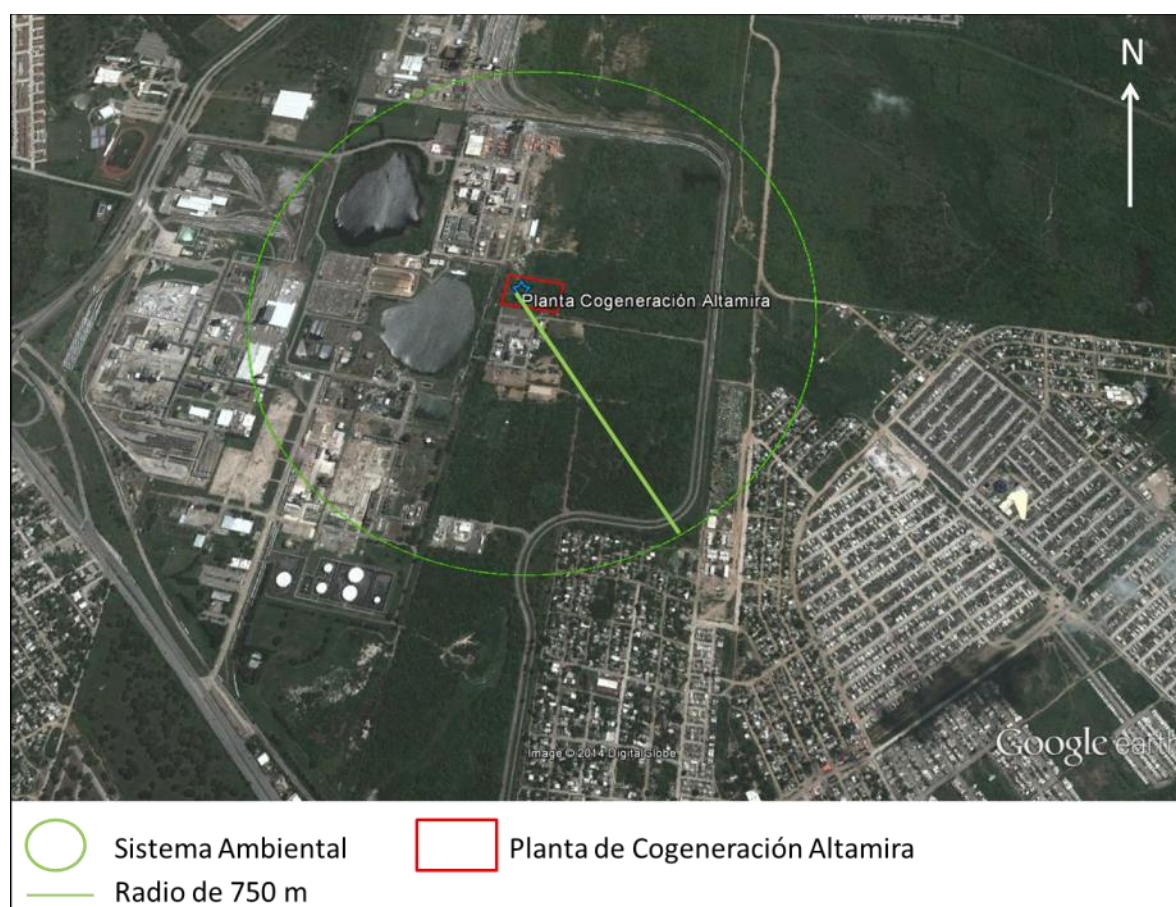 N
Planta Cogeneración Altamira
Image © 2014 DigitalGlobe
Google earth
Sistema Ambiental
Planta de Cogeneración Altamira
Radio de 750 m